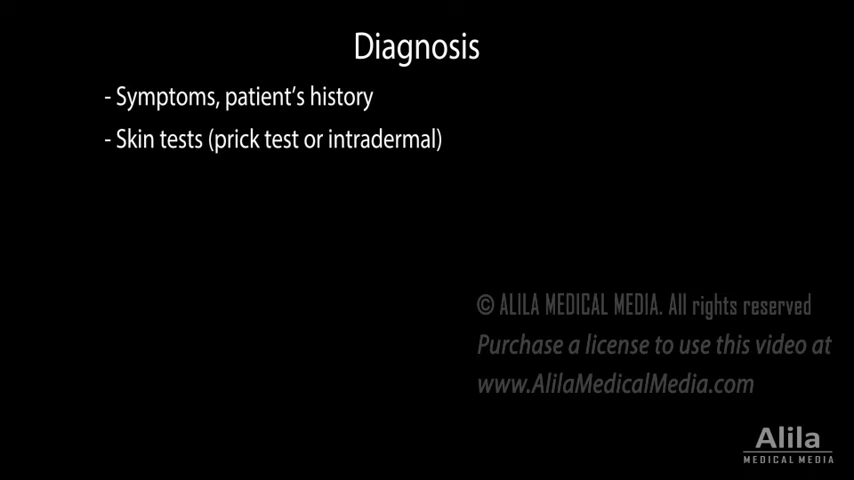 Diagnosis
- Symptoms, patient's history
- Skin tests (prick test or intradermal)
© ALILA MEDICAL MEDIA. All rights reserved
Purchase a license to use this video at
www.AlilaMedicalMedia.com
Alila
MEDICAL MEDIA